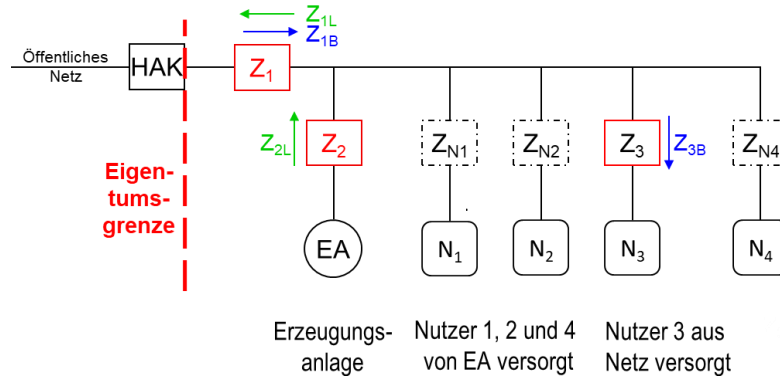 Z1L
Z1B
Öffentliches
Netz
HAK
Z1
Z2L
Z2
ZN1
ZN2
Z3
Z3B
ZN4
Eigen-
tums-
grenze
EA
N1
N2
N3
N4
Erzeugungs-
anlage
Nutzer 1, 2 und 4
von EA versorgt
Nutzer 3 aus
Netz versorgt